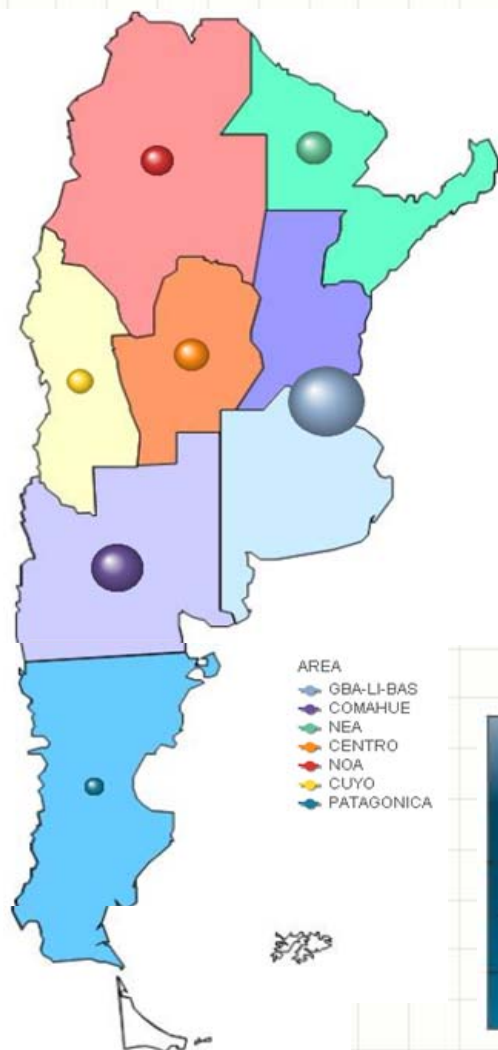 AREA
GBA-LI-BAS
COMAHUE
NEA
CENTRO
NOA
CUYO
PATAGONICA